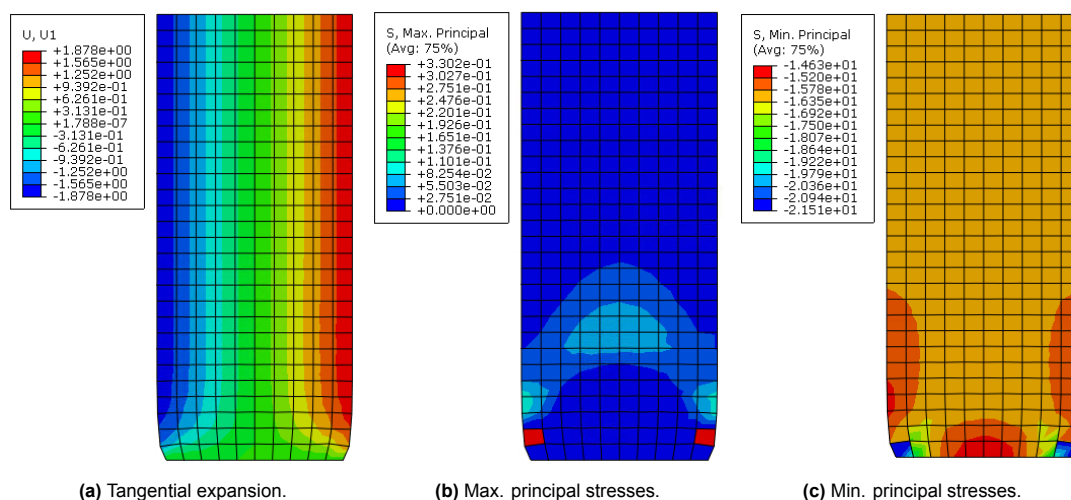 U, U1
+1.878e+00
+1.565e+00
+1.252e+00
+9.392e-01
+6.261e-01
+3.131e-01
+1.788e-07
-3.131e-01
-6.261e-01
-9.392e-01
-1.252e+00
-1.565e+00
-1.878e+00
S, Max. Principal
(Avg: 75%)
+3.302e-01
+3.027e-01
+2.751e-01
+2.476e-01
+2.201e-01
+1.926e-01
+1.651e-01
+1.376e-01
+1.101e-01
+8.254e-02
+5.503e-02
+2.751e-02
+0.000e+00
S, Min. Principal
(Avg: 75%)
-1.463e+01
-1.520e+01
-1.578e+01
-1.635e+01
-1.692e+01
-1.750e+01
-1.807e+01
-1.864e+01
-1.922e+01
-1.979e+01
-2.036e+01
-2.094e+01
-2.151e+01
(a) Tangential expansion.
(b) Max. principal stresses.
(c) Min. principal stresses.